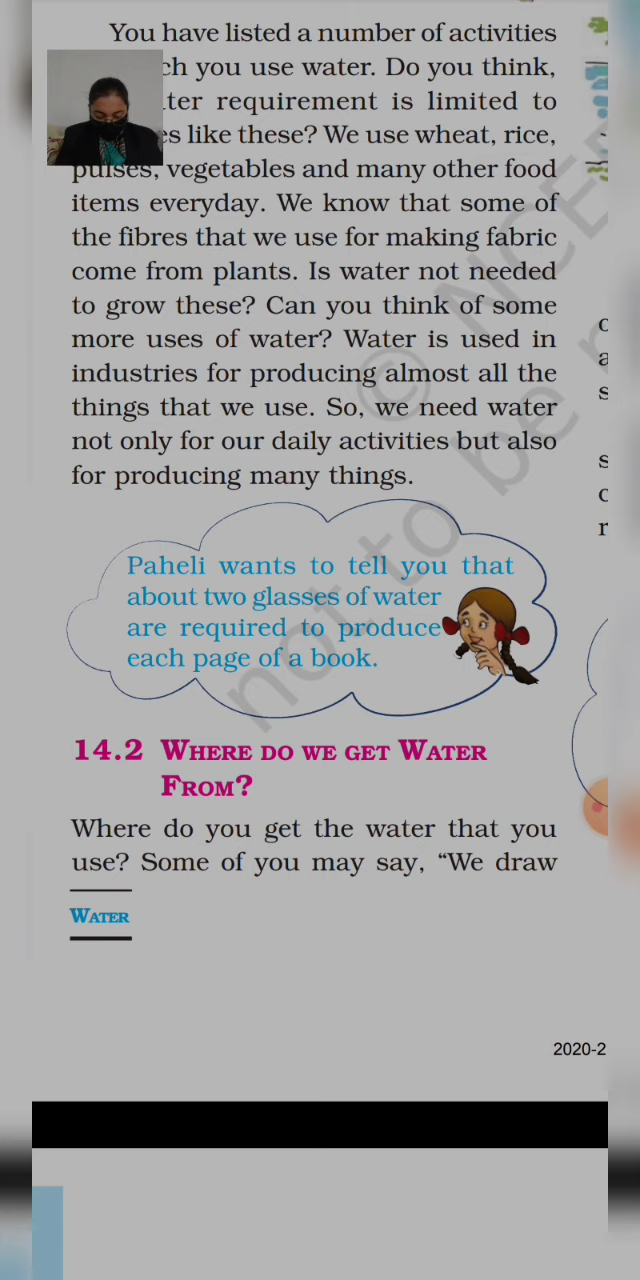 You have listed a number of activities
ch you use water. Do you think,
ter requirement is limited to
es like these? We use wheat, rice,
pulses, vegetables and many other food
items everyday. We know that some of
the fibres that we use for making fabric
come from plants. Is water not needed
to grow these? Can you think of some
more uses of water? Water is used in
industries for producing almost all the
things that we use. So, we need water
not only for our daily activities but also
for producing many things.
Paheli wants to tell you that
about two glasses of water
are required to produce
each page of a book.
14.2 WHERE DO WE GET WATER
FROM?
Where do you get the water that you
use? Some of you may say, “We draw
WATER
2020-2
© NCE
not to be r
c
a
s
s
c
r